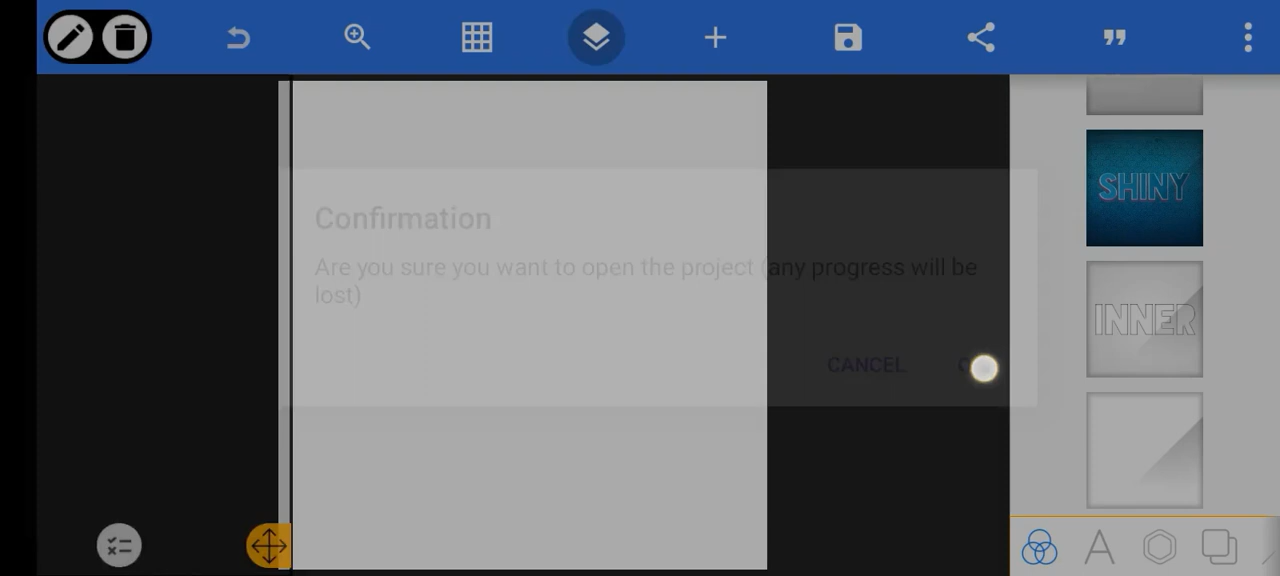 SHINY
Confirmation
Are you sure you want to open the project (any progress will be
lost)
INNER
CANCEL